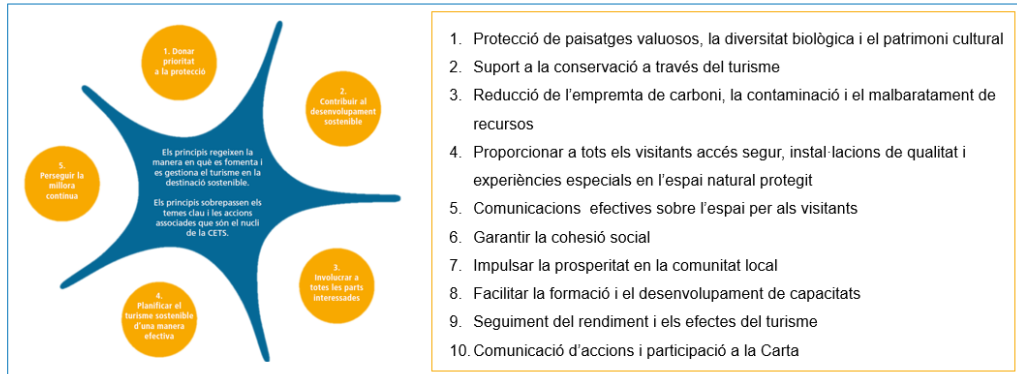 1. Donar
prioritat
a la protecció
2.
Contribuir al
desenvolupament
sostenible
Els principis regeixen la
manera en què es fomenta i
es gestiona el turisme en la
destinació sostenible.
Els principis sobrepassen els
temes clau i les accions
associades que són el nucli
de la CETS.
5.
Perseguir la
millora
contínua
3.
Involucrar a
totes les parts
interessades
4.
Planificar el
turisme sostenible
d'una manera
efectiva
1. Protecció de paisatges valuosos, la diversitat biològica i el patrimoni cultural
2. Suport a la conservació a través del turisme
3. Reducció de l'empremta de carboni, la contaminació i el malbaratament de
recursos
4. Proporcionar a tots els visitants accés segur, instal·lacions de qualitat i
experiències especials en l'espai natural protegit
5. Comunicacions efectives sobre l'espai per als visitants
6. Garantir la cohesió social
7. Impulsar la prosperitat en la comunitat local
8. Facilitar la formació i el desenvolupament de capacitats
9. Seguiment del rendiment i els efectes del turisme
10. Comunicació d'accions i participació a la Carta